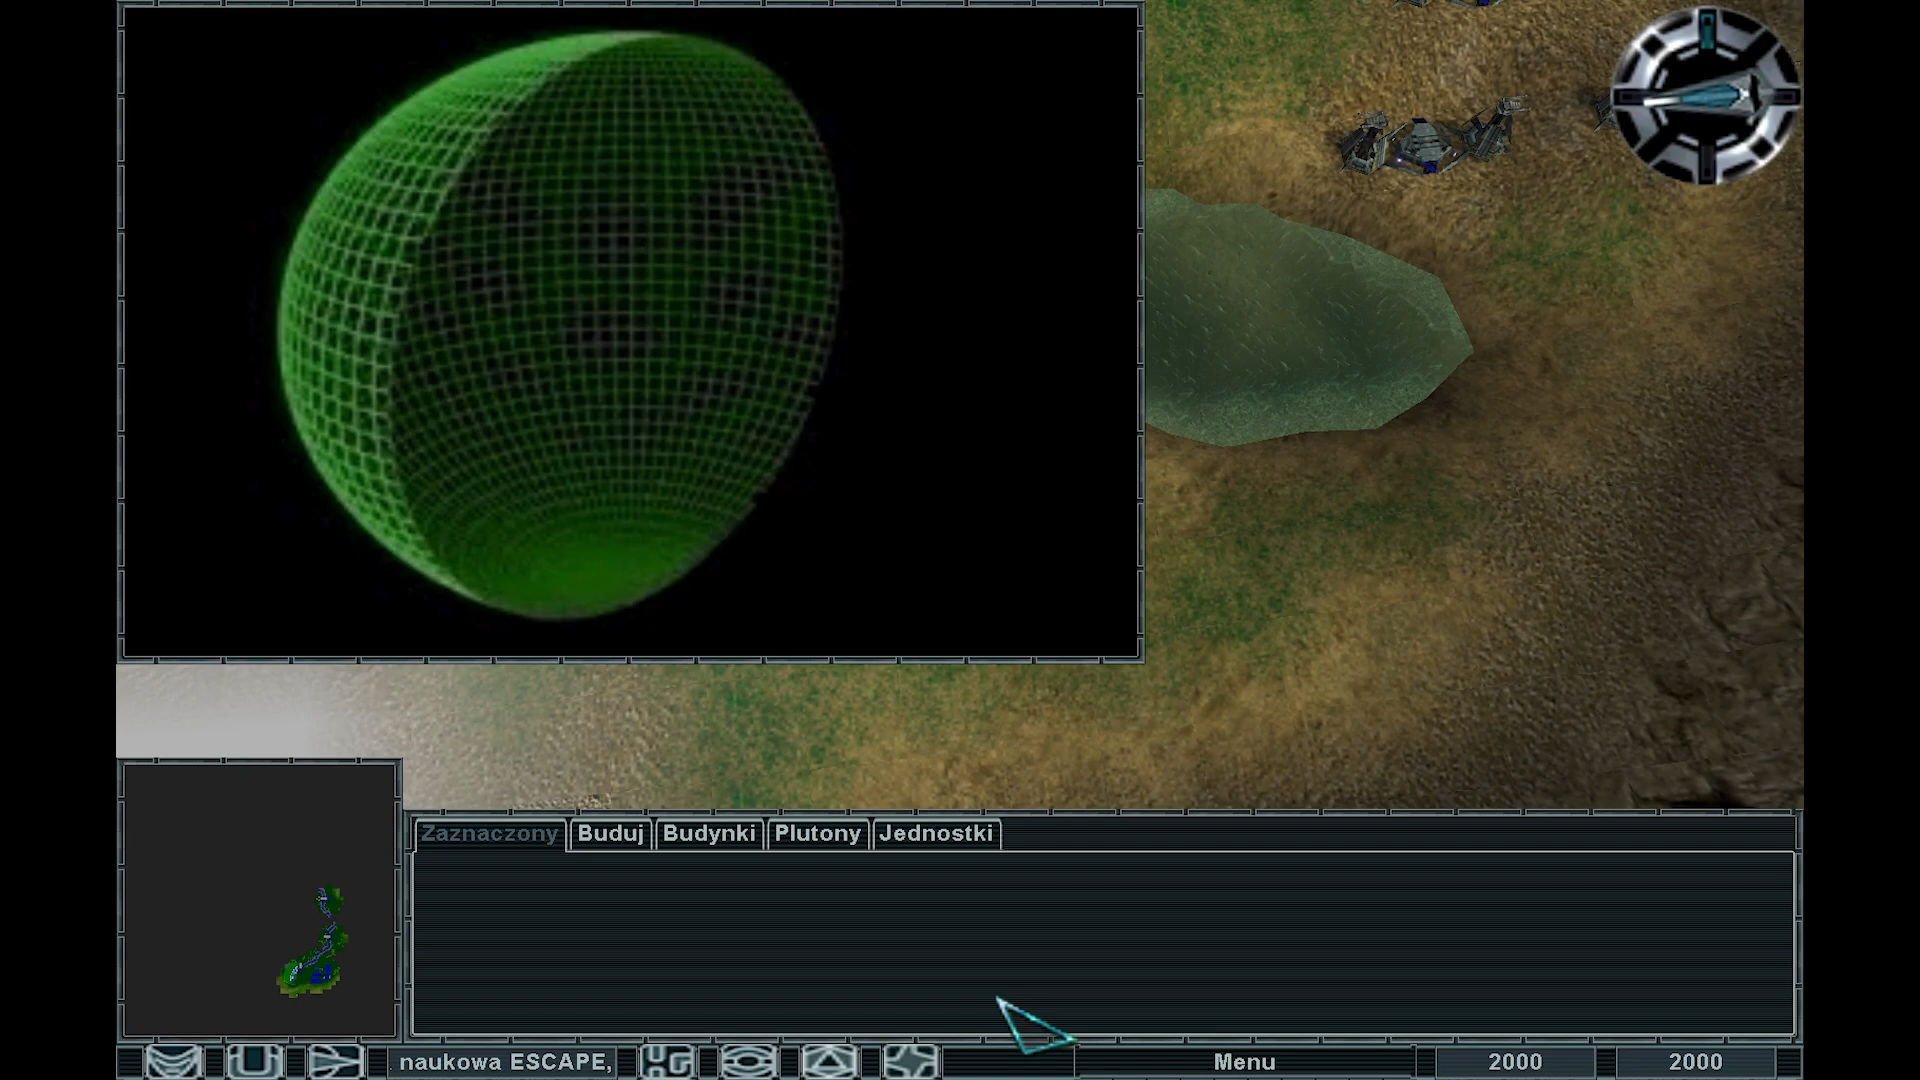 Zaznaczony Buduj Budynki Plutony Jednostki
. naukowa ESCAPE, Menu 2000 2000